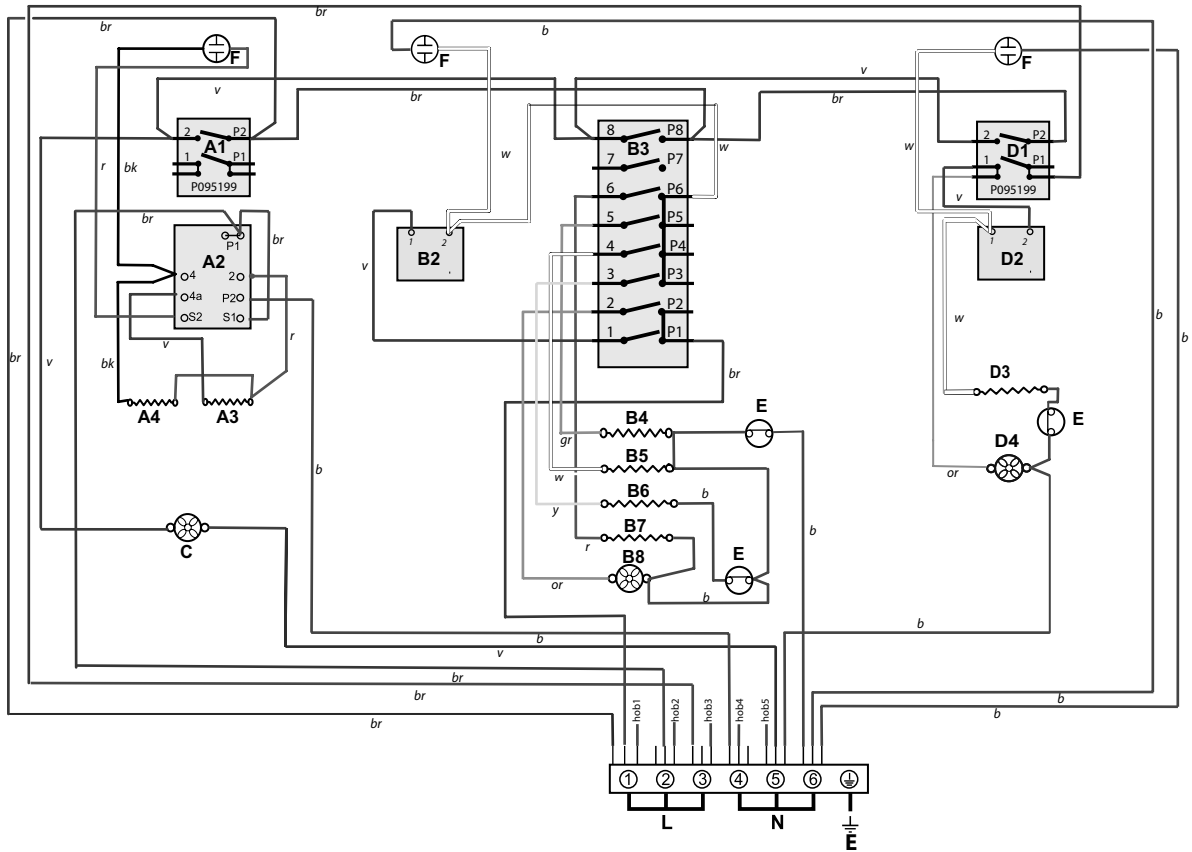 br
br
b
F
F
F
v
br
v
br
2
P2
A1
1
P1
P095199
8
P8
B3
7
P7
6
P6
5
P5
4
P4
3
P3
2
P2
1
P1
2
P2
D1
1
P1
P095199
r
bk
w
w
w
v
br
br
P1
A2
4
2
4a
P2
S2
S1
1
2
B2
1
2
D2
v
w
b
b
br
v
bk
v
r
A4
A3
br
D3
E
B4
E
gr
B5
w
D4
or
b
B6
b
y
C
B7
r
B8
E
or
b
b
b
b
v
br
br
br
b
b
hob1
hob2
hob3
hob4
hob5
1
2
3
4
5
6
L
N
E